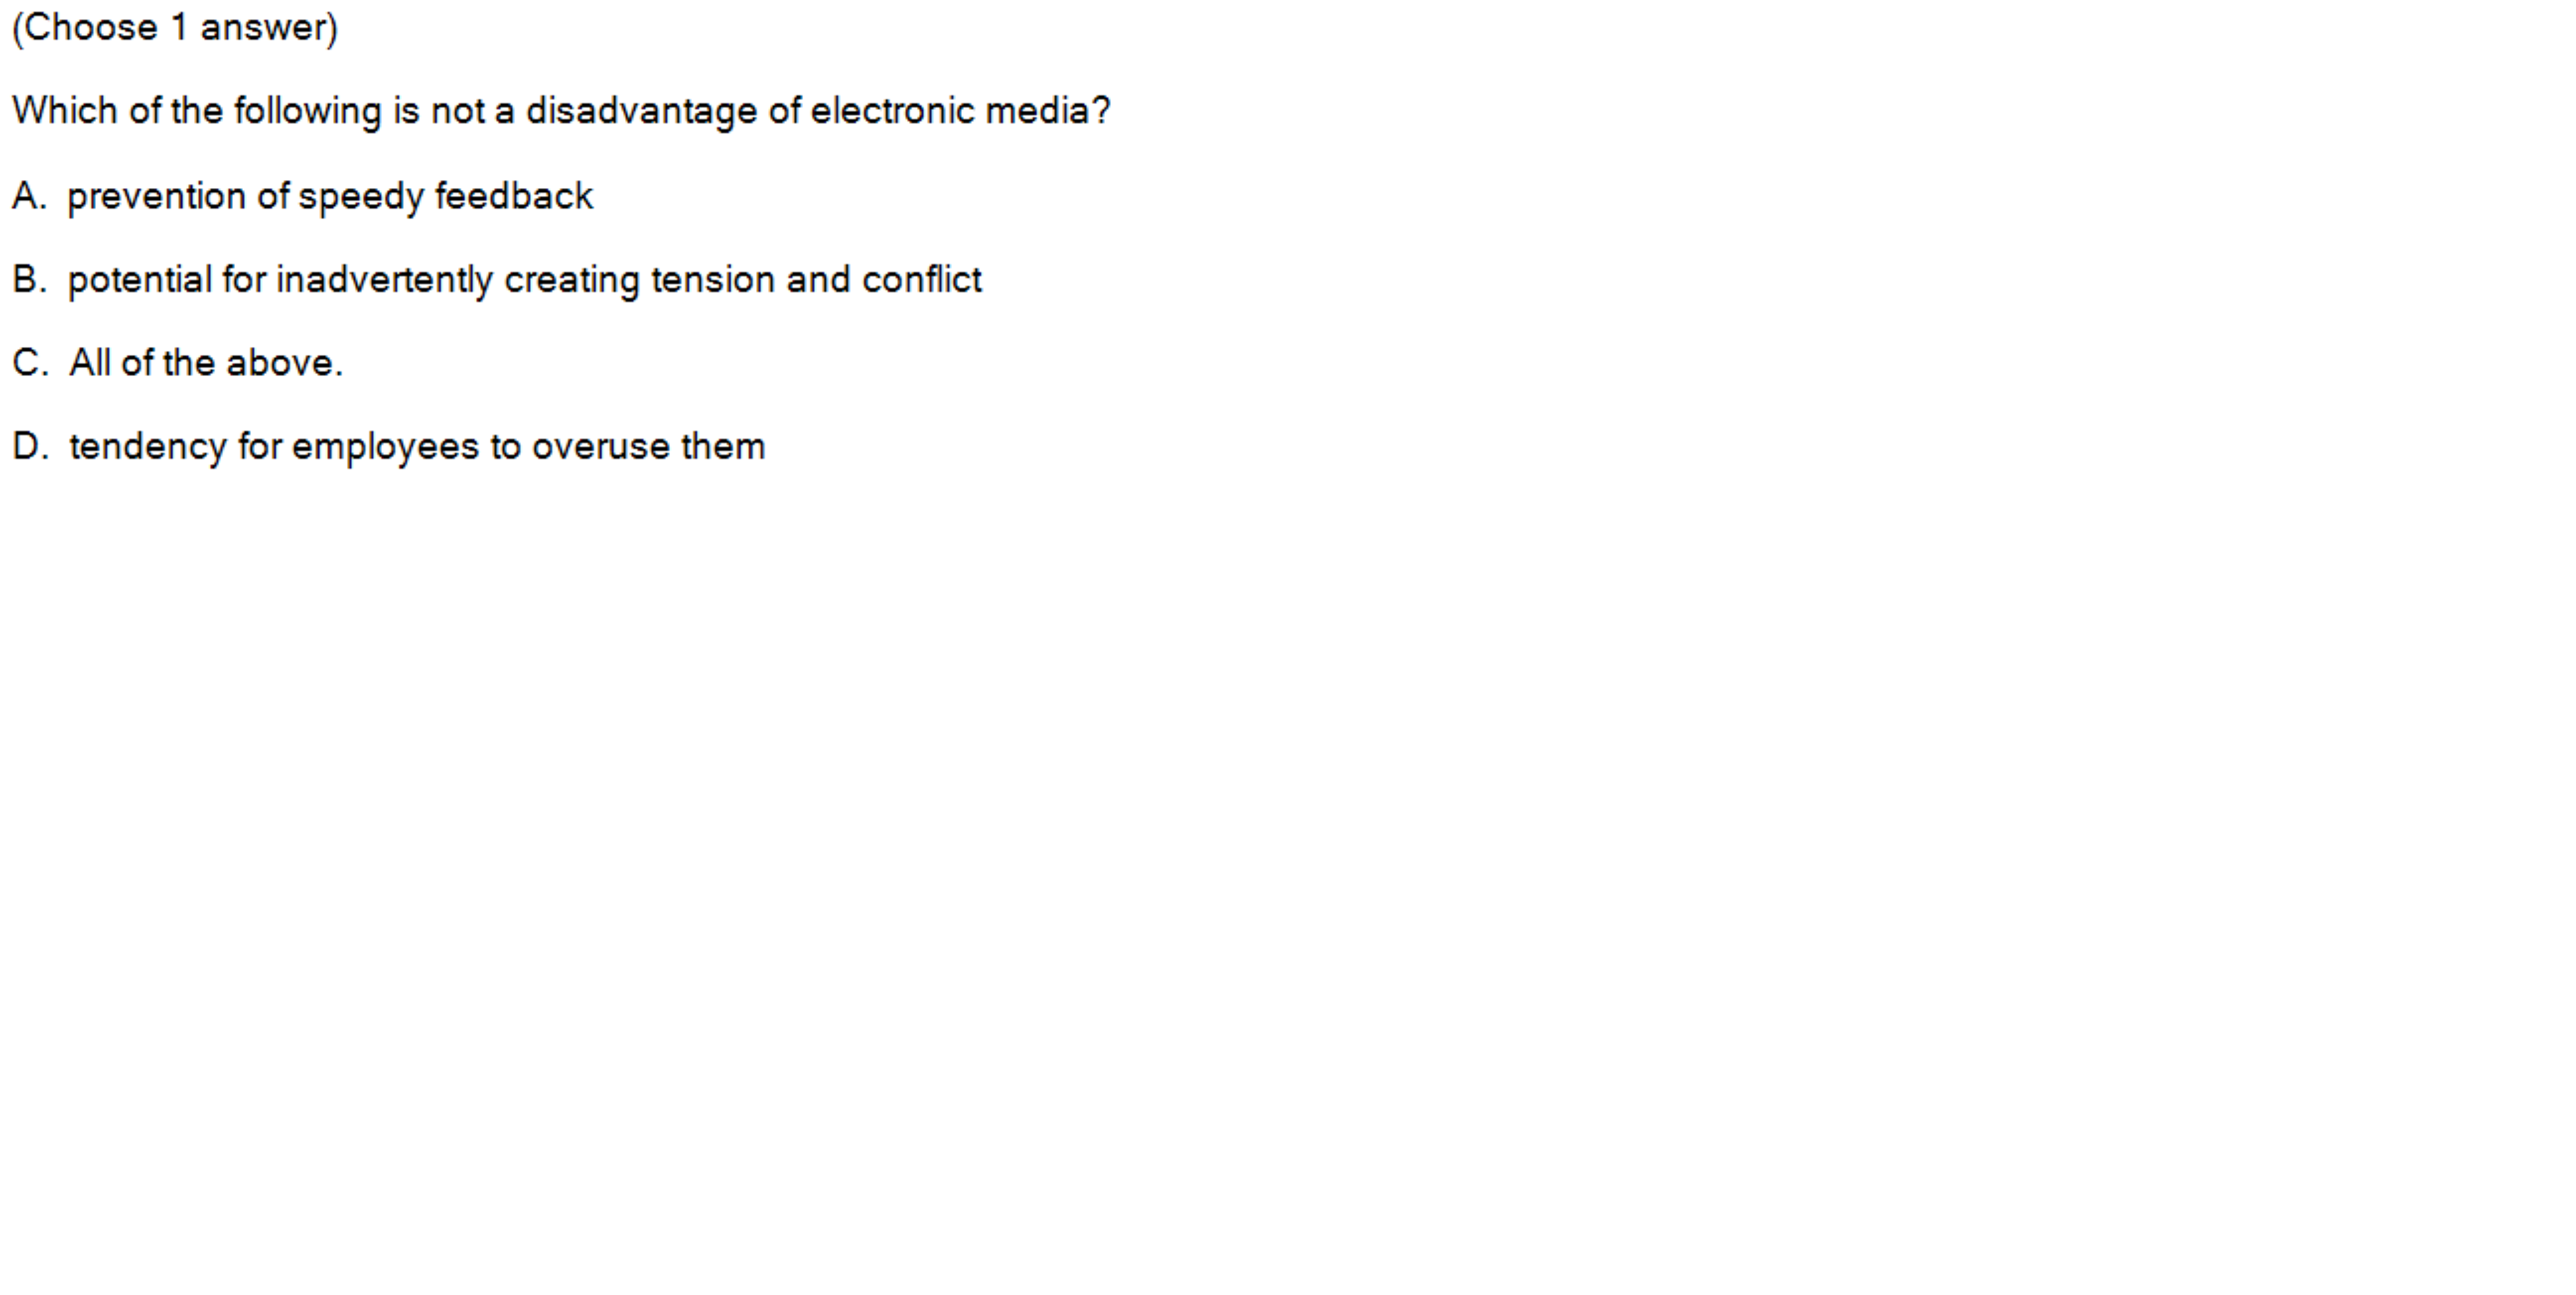 (Choose 1 answer)
Which of the following is not a disadvantage of electronic media?
A. prevention of speedy feedback
B. potential for inadvertently creating tension and conflict
C. All of the above.
D. tendency for employees to overuse them